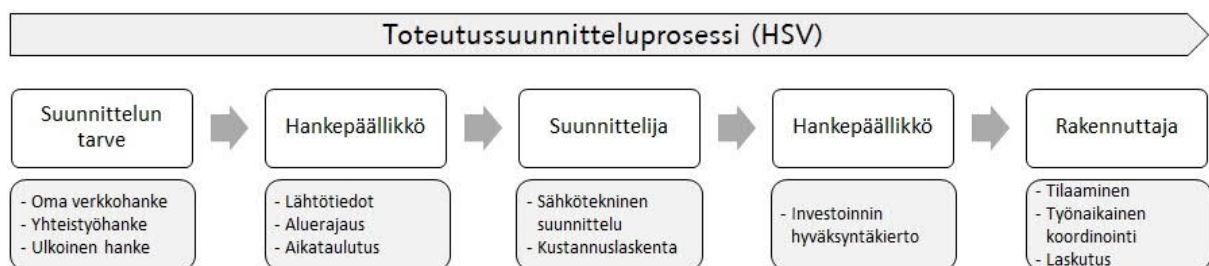 Toteutussuunnitteluprosessi (HSV)
Suunnittelun
tarve
Hankepäällikkö
Suunnittelija
Hankepäällikkö
Rakennuttaja
- Oma verkkohanke
- Yhteistyöhanke
- Ulkoinen hanke
- Lähtötiedot
- Aluerajaus
- Aikataulutus
- Sähkötekninen
suunnittelu
- Kustannuslaskenta
- Investoinnin
hyväksyntäkierto
- Tilaaminen
- Työnaikainen
koordinointi
- Laskutus